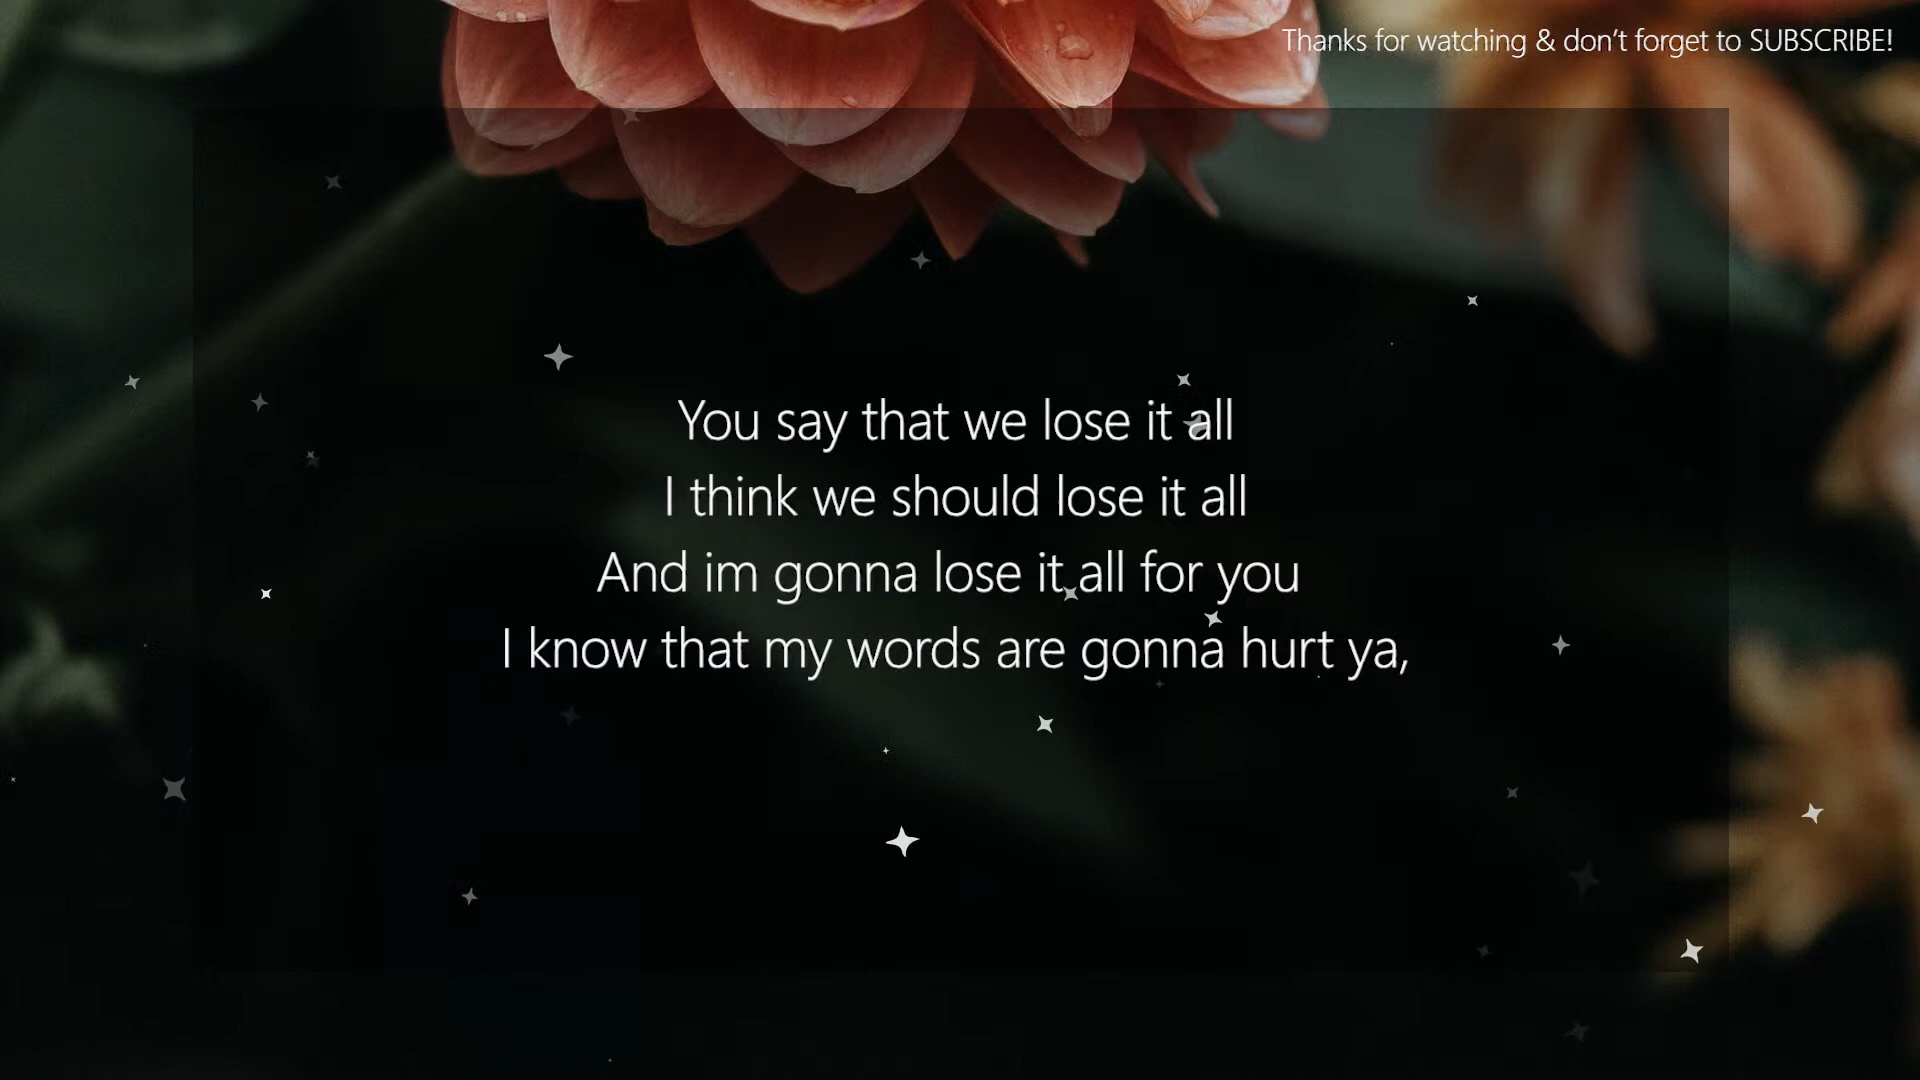 Thanks for watching & don't forget to SUBSCRIBE!
You say that we lose it all
I think we should lose it all
And im gonna lose it all for you
I know that my words are gonna hurt ya,